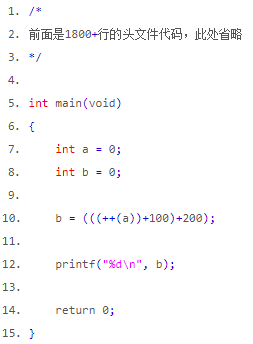 1. /*
2. 前面是1800+行的头文件代码，此处省略
3. */
4.
5. int main(void)
6. {
7.     int a = 0;
8.     int b = 0;
9.
10.     b = (((++(a))+100)+200);
11.
12.     printf("%d\n", b);
13.
14.     return 0;
15. }